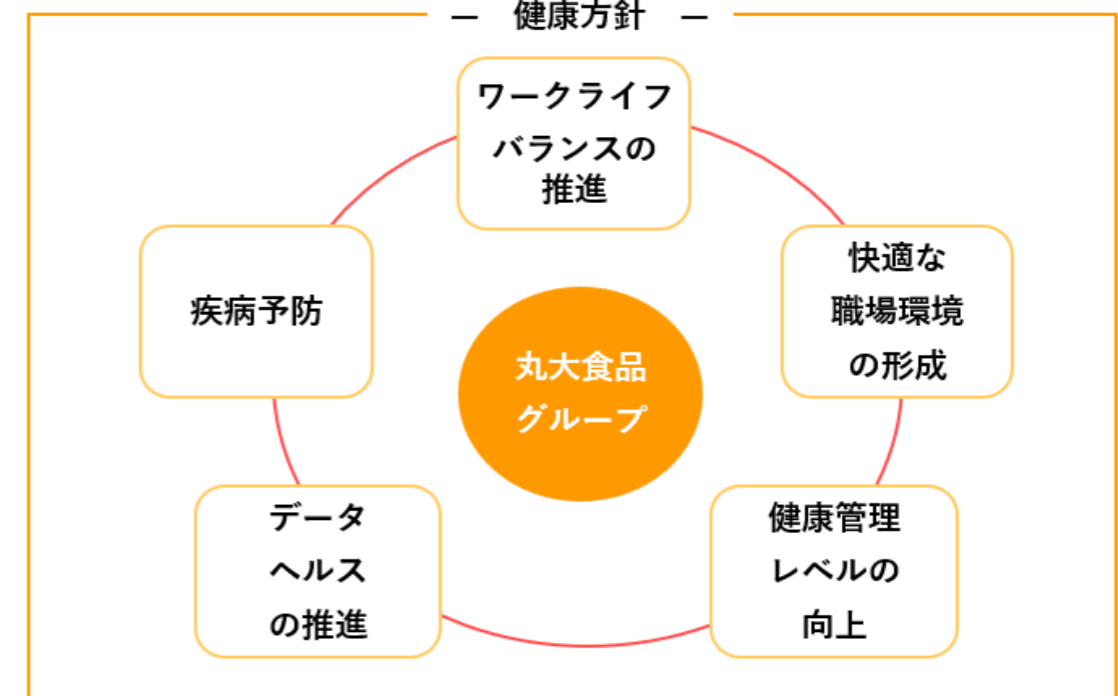 ― 健康方針 ―
ワークライフ
バランスの
推進
快適な
職場環境
の形成
健康管理
レベルの
向上
データ
ヘルス
の推進
疾病予防
丸大食品
グループ